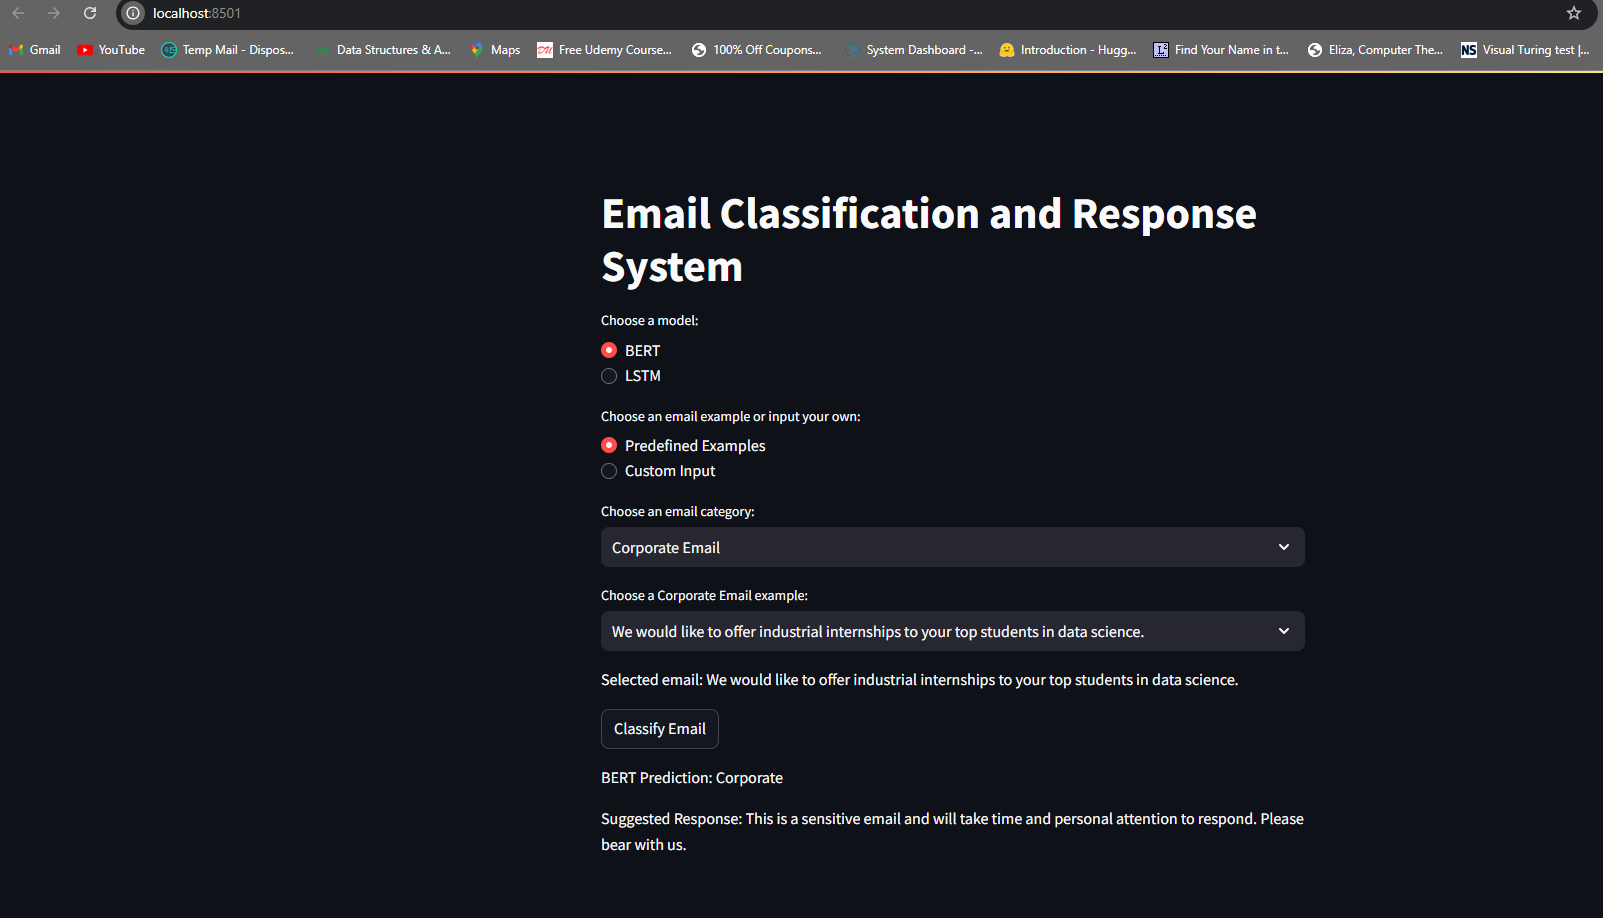 localhost:8501
Gmail YouTube Temp Mail - Dispos... Data Structures & A... Maps Free Udemy Course... 100% Off Coupons... System Dashboard -... Introduction - Hugg... Find Your Name in t... Eliza, Computer The... NS Visual Turing test |...
Email Classification and Response
System
Choose a model:
BERT
LSTM
Choose an email example or input your own:
Predefined Examples
Custom Input
Choose an email category:
Corporate Email
Choose a Corporate Email example:
We would like to offer industrial internships to your top students in data science.
Selected email: We would like to offer industrial internships to your top students in data science.
Classify Email
BERT Prediction: Corporate
Suggested Response: This is a sensitive email and will take time and personal attention to respond. Please
bear with us.